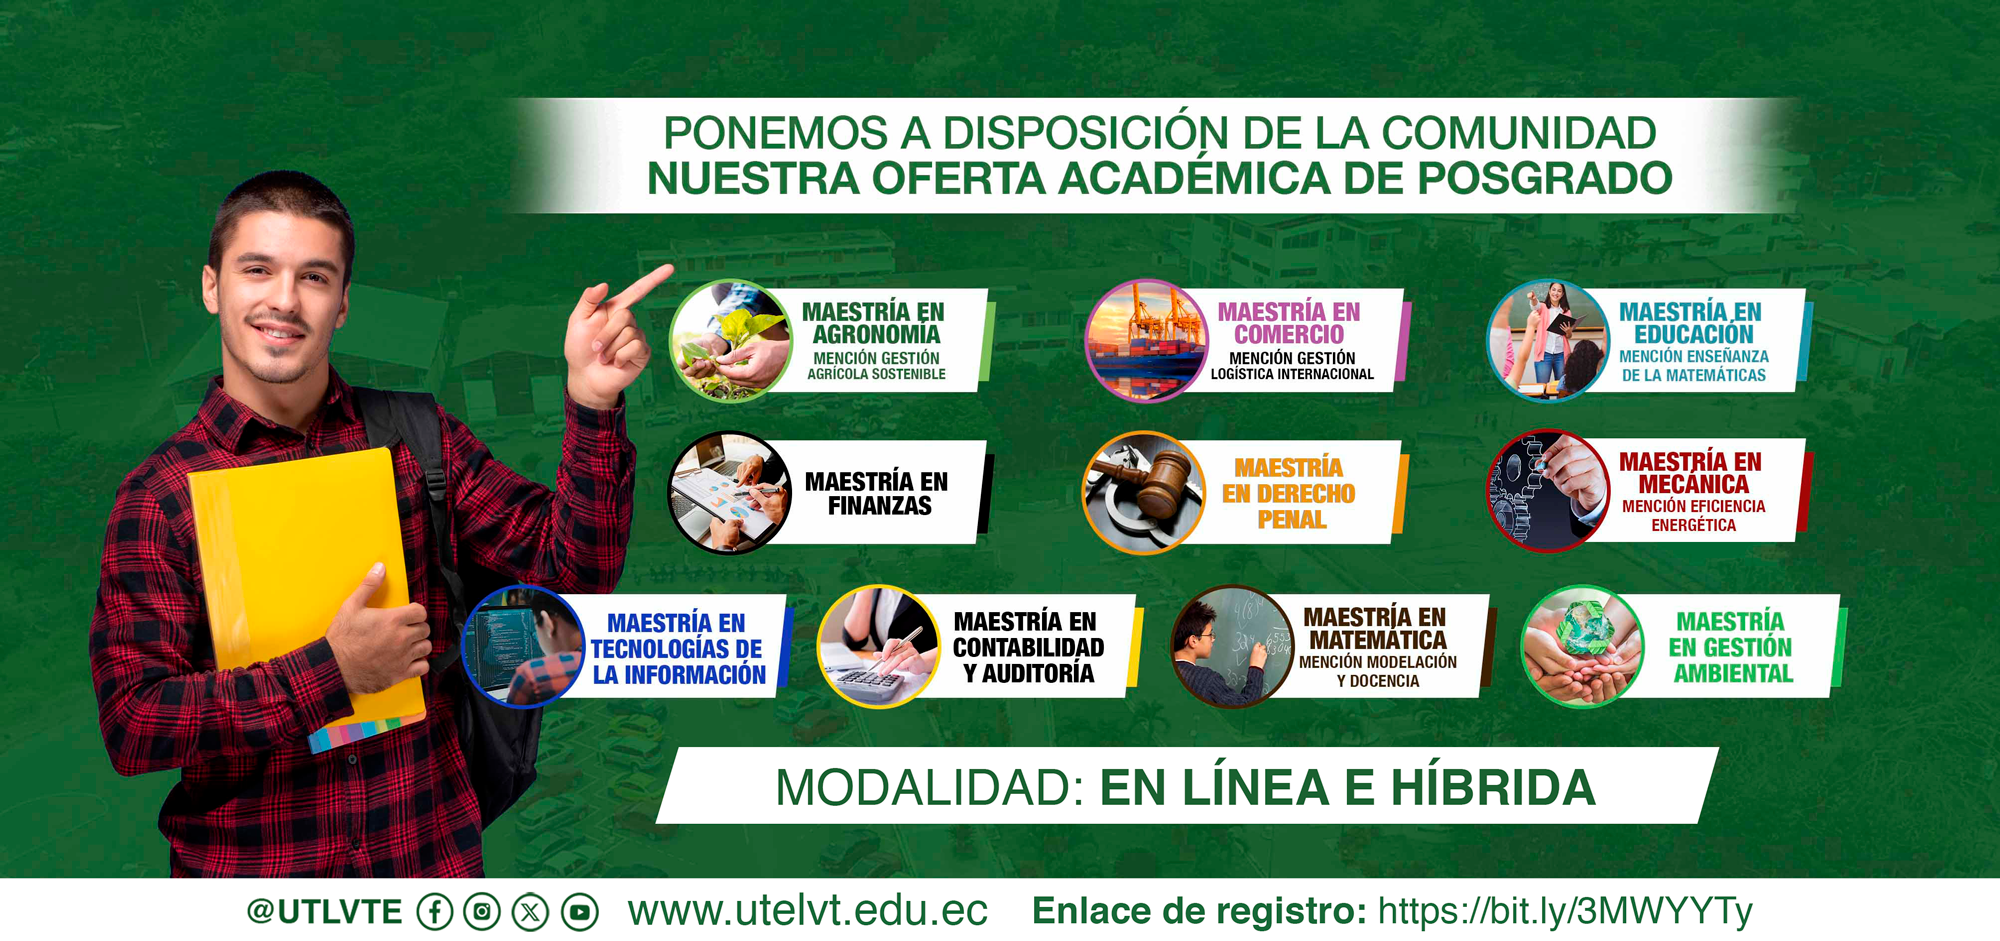 PONEMOS A DISPOSICIÓN DE LA COMUNIDAD
NUESTRA OFERTA ACADÉMICA DE POSGRADO
MAESTRÍA EN
AGRONOMÍA
MENCIÓN GESTIÓN
AGRÍCOLA SOSTENIBLE
MAESTRÍA EN
COMERCIO
MENCIÓN GESTIÓN
LOGÍSTICA INTERNACIONAL
MAESTRÍA EN
EDUCACIÓN
MENCIÓN ENSEÑANZA
DE LA MATEMÁTICAS
MAESTRÍA EN
FINANZAS
MAESTRÍA
EN DERECHO
PENAL
MAESTRÍA EN
MECÁNICA
MENCIÓN EFICIENCIA
ENERGÉTICA
MAESTRÍA EN
TECNOLOGÍAS DE
LA INFORMACIÓN
MAESTRÍA EN
CONTABILIDAD
Y AUDITORÍA
MAESTRÍA EN
MATEMÁTICA
MENCIÓN MODELACIÓN
Y DOCENCIA
MAESTRÍA
EN GESTIÓN
AMBIENTAL
MODALIDAD: EN LÍNEA E HÍBRIDA
@UTLVTE www.utelvt.edu.ec Enlace de registro: https://bit.ly/3MWYYTy